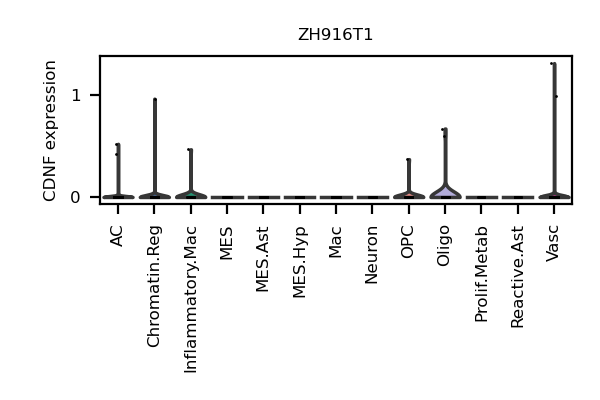 ZH916T1
CDNF expression
1
0
AC
Chromatin.Reg
Inflammatory.Mac
MES
MES.Ast
MES.Hyp
Mac
Neuron
OPC
Oligo
Prolif.Metab
Reactive.Ast
Vasc